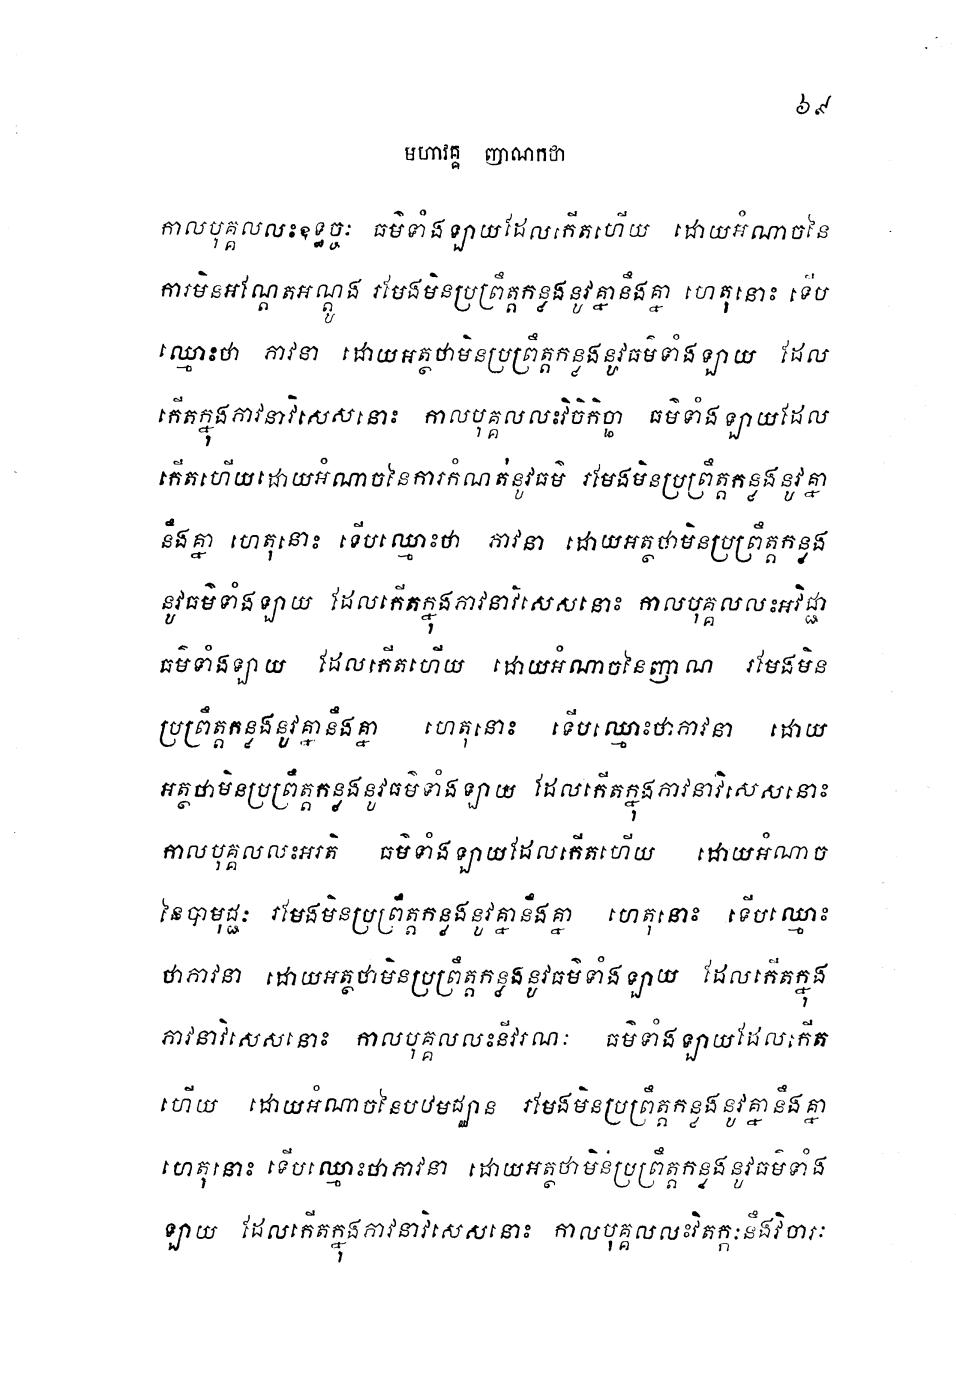 ៦៩
មហាវគ្គ ញាណកថា
កាលបុគ្គលលះឧទ្ធច្ចៈ ធម៌ទាំងឡាយដែលកើតហើយ ដោយអំណាចនៃ
ការមិនអណ្តែតអណ្តូង រមែងមិនប្រព្រឹត្តកន្លងនូវគ្នានឹងគ្នា ហេតុនោះ ទើប
ឈ្មោះថា ភាវនា ដោយអត្ថថាមិនប្រព្រឹត្តកន្លងនូវធម៌ទាំងឡាយ ដែល
កើតក្នុងភាវនាវិសេសនោះ កាលបុគ្គលលះវិចិកិច្ឆា ធម៌ទាំងឡាយដែល
កើតហើយដោយអំណាចនៃការកំណត់នូវធម៌ រមែងមិនប្រព្រឹត្តកន្លងនូវគ្នា
នឹងគ្នា ហេតុនោះ ទើបឈ្មោះថា ភាវនា ដោយអត្ថថាមិនប្រព្រឹត្តកន្លង
នូវធម៌ទាំងឡាយ ដែលកើតក្នុងភាវនាវិសេសនោះ កាលបុគ្គលលះអវិជ្ជា
ធម៌ទាំងឡាយ ដែលកើតហើយ ដោយអំណាចនៃញាណ រមែងមិន
ប្រព្រឹត្តកន្លងនូវគ្នានឹងគ្នា ហេតុនោះ ទើបឈ្មោះថាភាវនា ដោយ
អត្ថថាមិនប្រព្រឹត្តកន្លងនូវធម៌ទាំងឡាយ ដែលកើតក្នុងភាវនាវិសេសនោះ
កាលបុគ្គលលះអរតិ ធម៌ទាំងឡាយដែលកើតហើយ ដោយអំណាច
នៃបាមុជ្ជៈ រមែងមិនប្រព្រឹត្តកន្លងនូវគ្នានឹងគ្នា ហេតុនោះ ទើបឈ្មោះ
ថាភាវនា ដោយអត្ថថាមិនប្រព្រឹត្តកន្លងនូវធម៌ទាំងឡាយ ដែលកើតក្នុង
ភាវនាវិសេសនោះ កាលបុគ្គលលះនីវរណៈ ធម៌ទាំងឡាយដែលកើត
ហើយ ដោយអំណាចនៃបឋមជ្ឈាន រមែងមិនប្រព្រឹត្តកន្លងនូវគ្នានឹងគ្នា
ហេតុនោះ ទើបឈ្មោះថាភាវនា ដោយអត្ថថាមិនប្រព្រឹត្តកន្លងនូវធម៌ទាំង
ឡាយ ដែលកើតក្នុងភាវនាវិសេសនោះ កាលបុគ្គលលះវិតក្កៈនឹងវិចារៈ